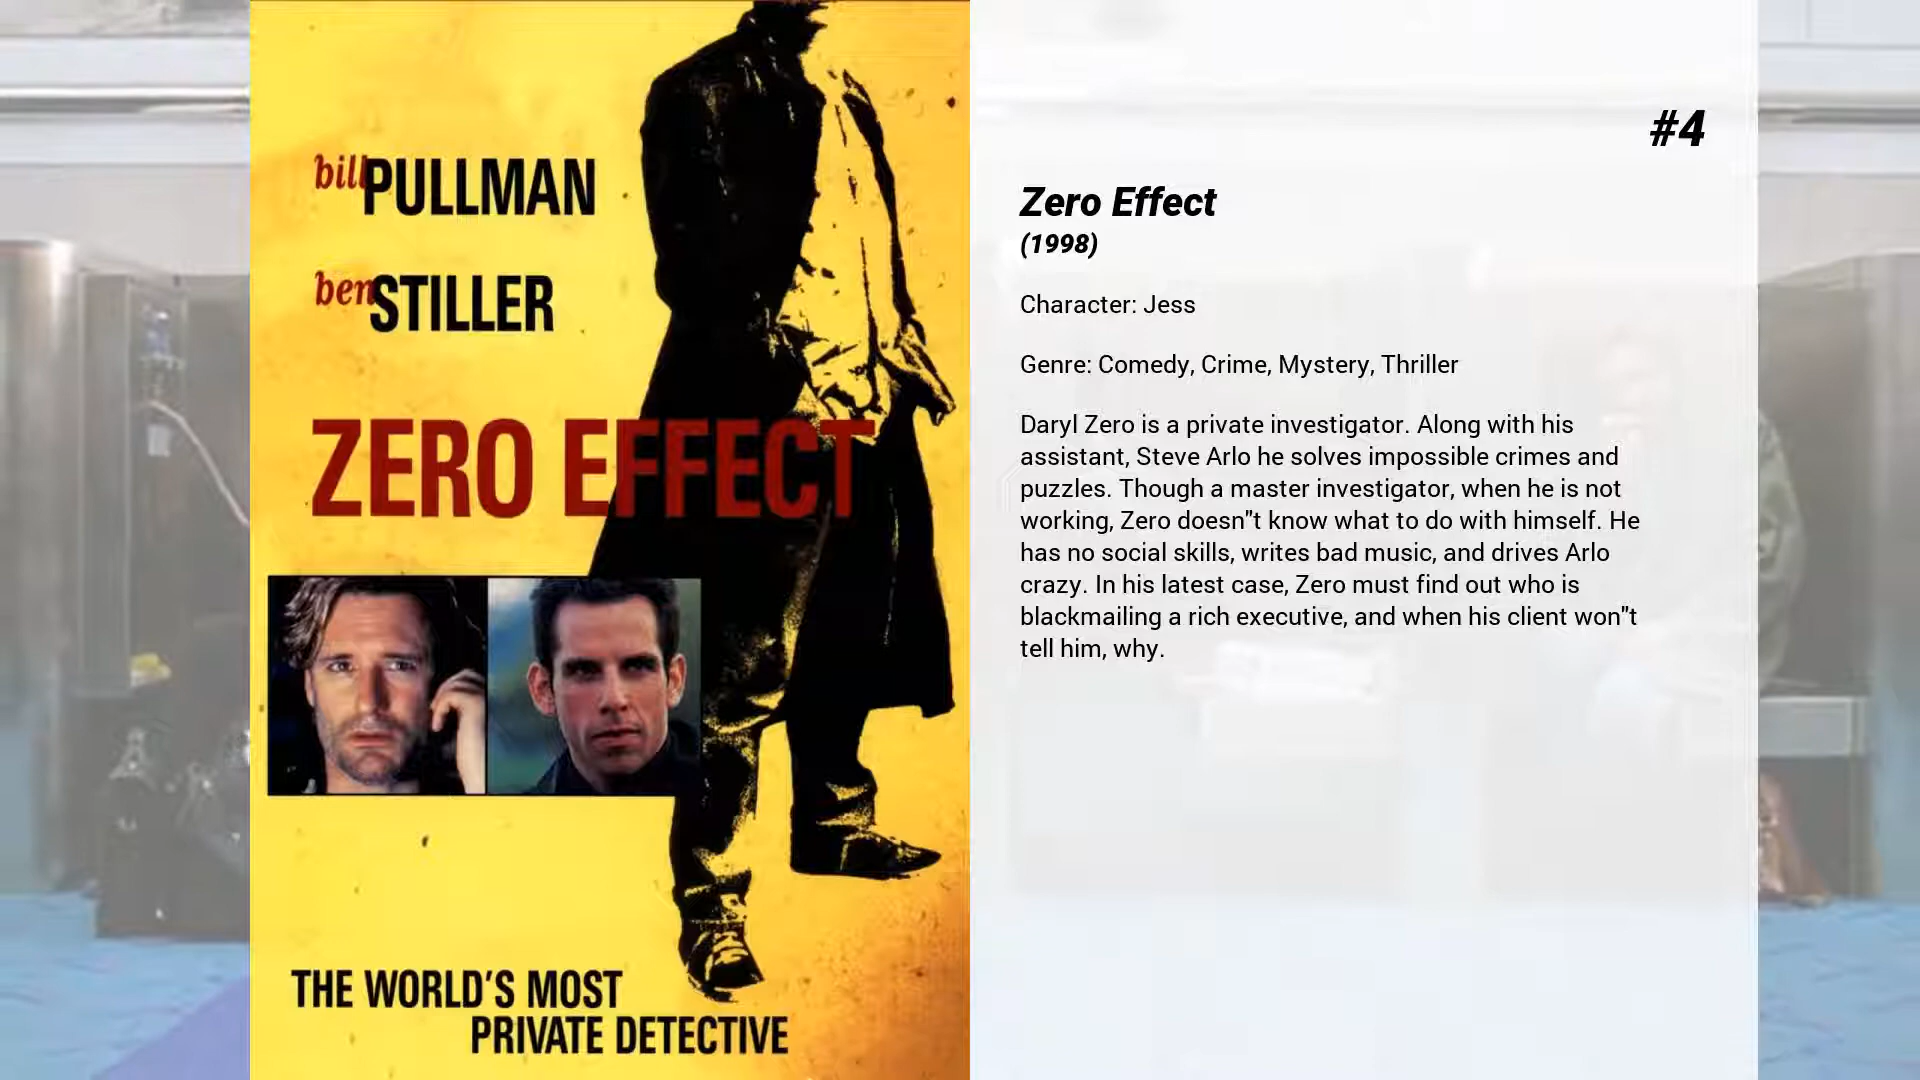 bill PULLMAN
ben STILLER
ZERO EFFECT
THE WORLD'S MOST
PRIVATE DETECTIVE
#4
Zero Effect
(1998)
Character: Jess
Genre: Comedy, Crime, Mystery, Thriller
Daryl Zero is a private investigator. Along with his
assistant, Steve Arlo he solves impossible crimes and
puzzles. Though a master investigator, when he is not
working, Zero doesn"t know what to do with himself. He
has no social skills, writes bad music, and drives Arlo
crazy. In his latest case, Zero must find out who is
blackmailing a rich executive, and when his client won"t
tell him, why.